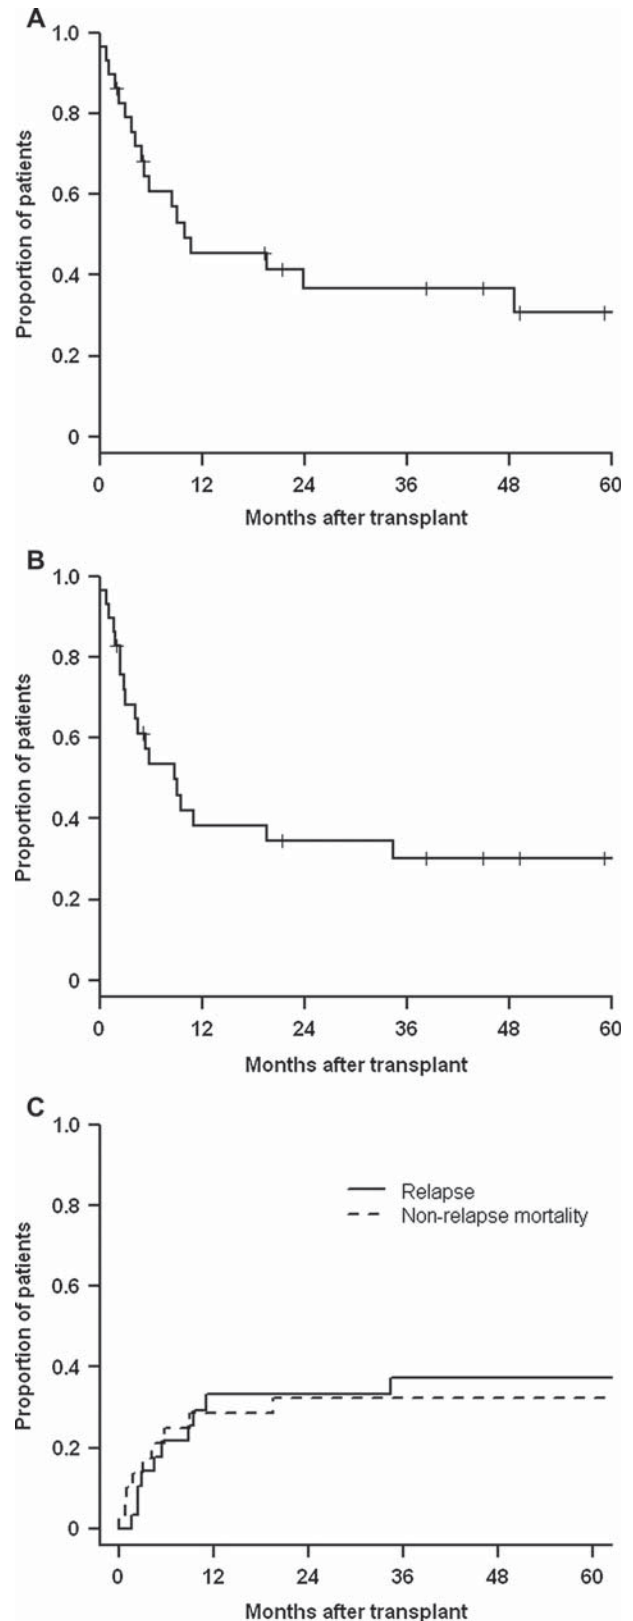 A
1.0
0.8
0.6
0.4
0.2
0
Proportion of patients
0 12 24 36 48 60
Months after transplant
B
1.0
0.8
0.6
0.4
0.2
0
Proportion of patients
0 12 24 36 48 60
Months after transplant
C
1.0
0.8
0.6
0.4
0.2
0
Proportion of patients
Relapse
Non-relapse mortality
0 12 24 36 48 60
Months after transplant